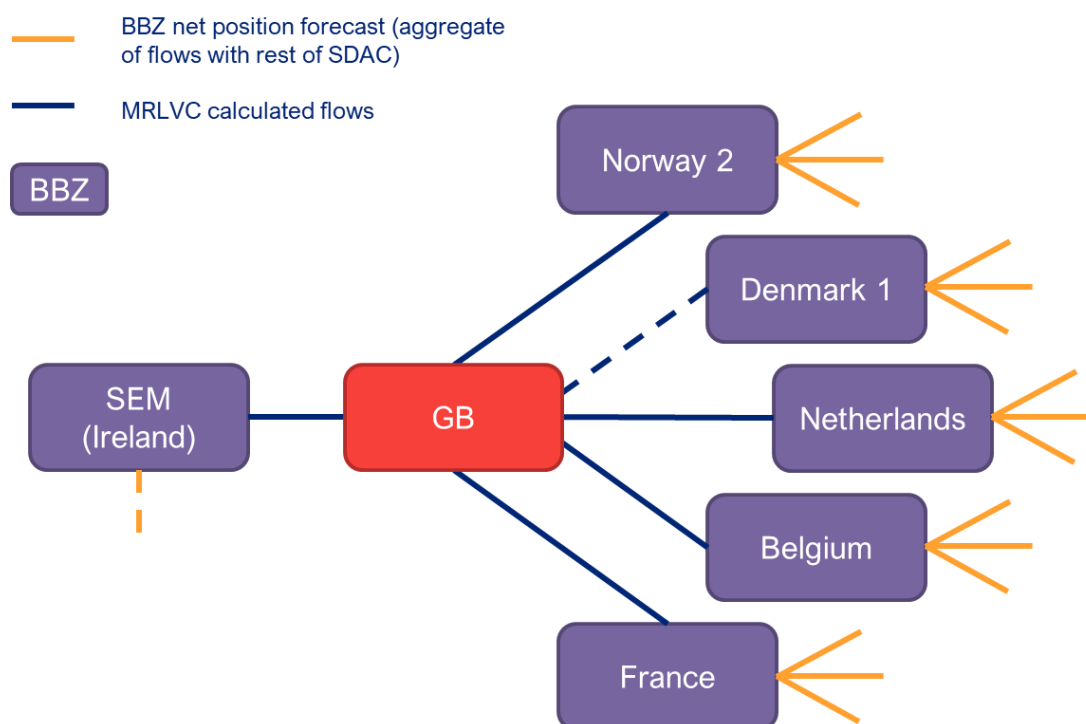 BBZ net position forecast (aggregate
of flows with rest of SDAC)
MRLVC calculated flows
BBZ
Norway 2
Denmark 1
SEM
(Ireland)
GB
Netherlands
Belgium
France